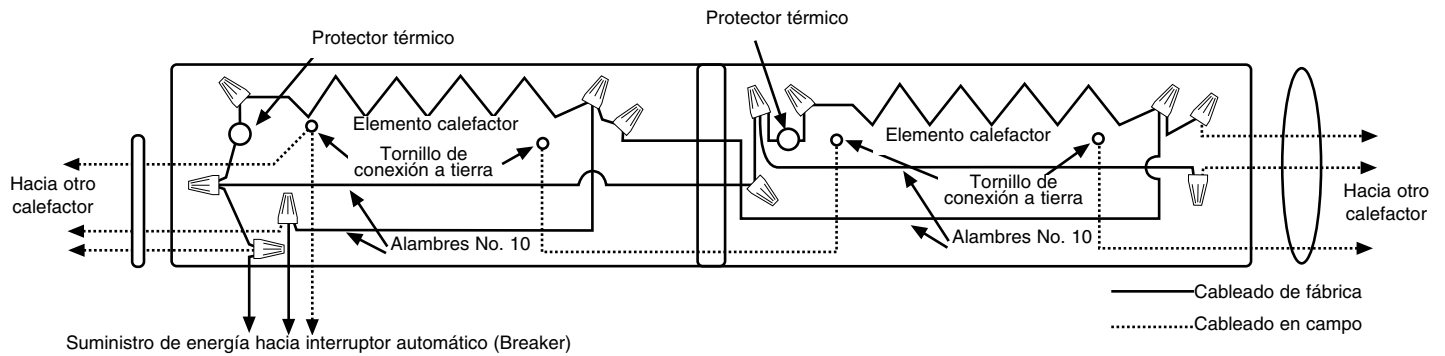 Protector térmico
Protector térmico
Elemento calefactor
Elemento calefactor
Tornillo de
conexión a tierra
Tornillo de
conexión a tierra
Hacia otro
calefactor
Hacia otro
calefactor
Alambres No. 10
Alambres No. 10
Cableado de fábrica
Cableado en campo
Suministro de energía hacia interruptor automático (Breaker)